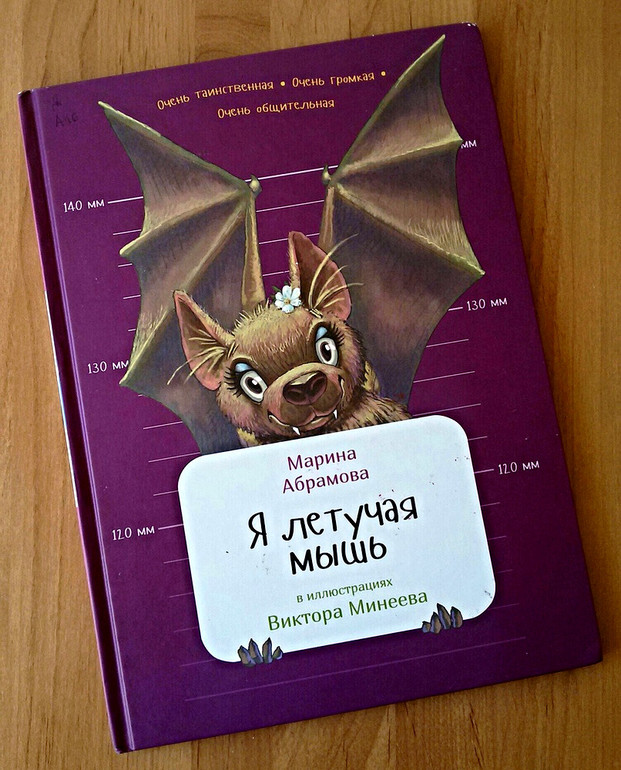 Очень таинственная • Очень громкая •
Очень общительная
мм
140 мм
130 мм
130 мм
120 мм
120 мм
Марина
Абрамова
Я летучая
мышь
в иллюстрациях
Виктора Минеева